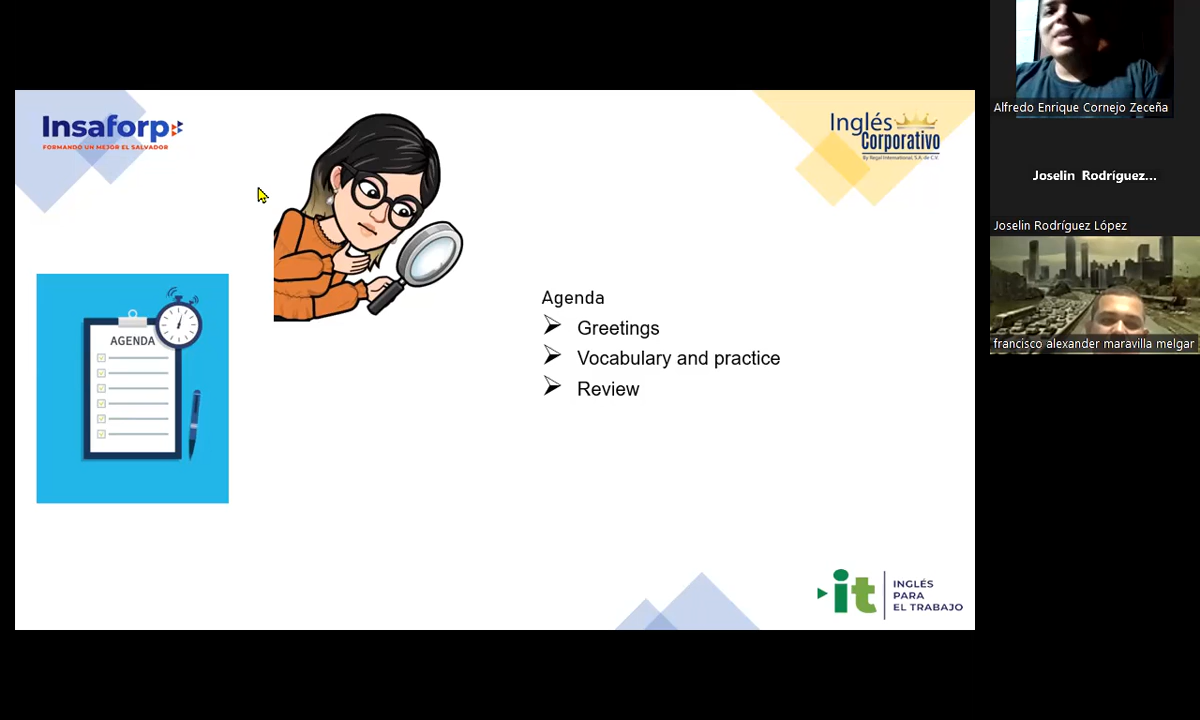 Insaforp
FORMANDO UN MEJOR EL SALVADOR
Inglés
Corporativo
By Regal International, S.A. de C.V.
AGENDA
Agenda
Greetings
Vocabulary and practice
Review
it
INGLÉS
PARA
EL TRABAJO
Alfredo Enrique Cornejo Zeceña
Joselin Rodríguez...
Joselin Rodríguez López
francisco alexander maravilla melgar